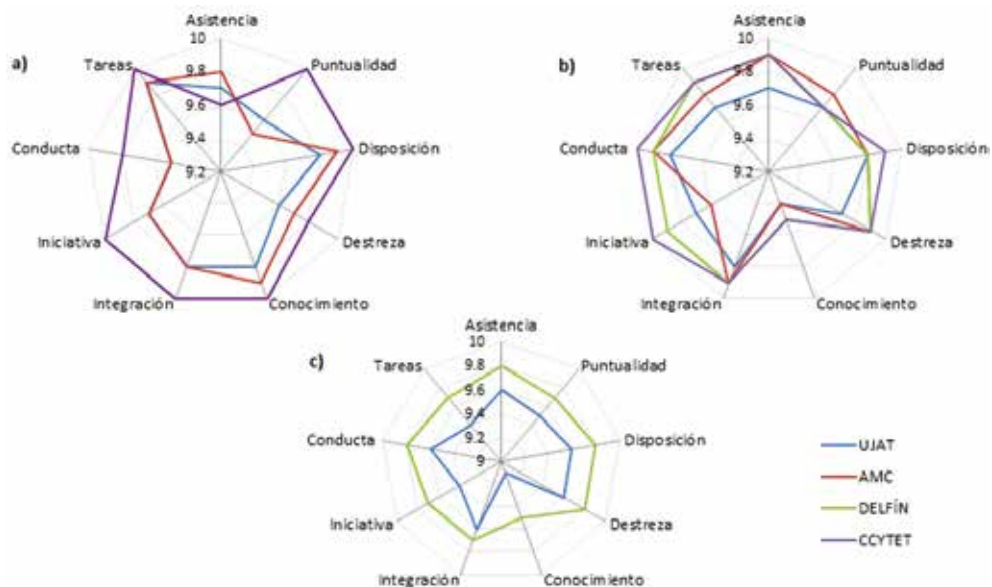 a)
Asistencia
Puntualidad
Disposición
Destreza
Conocimiento
Integración
Iniciativa
Conducta
Tareas
10
9.8
9.6
9.4
9.2
b)
Asistencia
Puntualidad
Disposición
Destreza
Conocimiento
Integración
Iniciativa
Conducta
Tareas
10
9.8
9.6
9.4
9.2
c)
Asistencia
Puntualidad
Disposición
Destreza
Conocimiento
Integración
Iniciativa
Conducta
Tareas
10
9.8
9.6
9.4
9.2
9
UJAT
AMC
DELFÍN
CCYTET